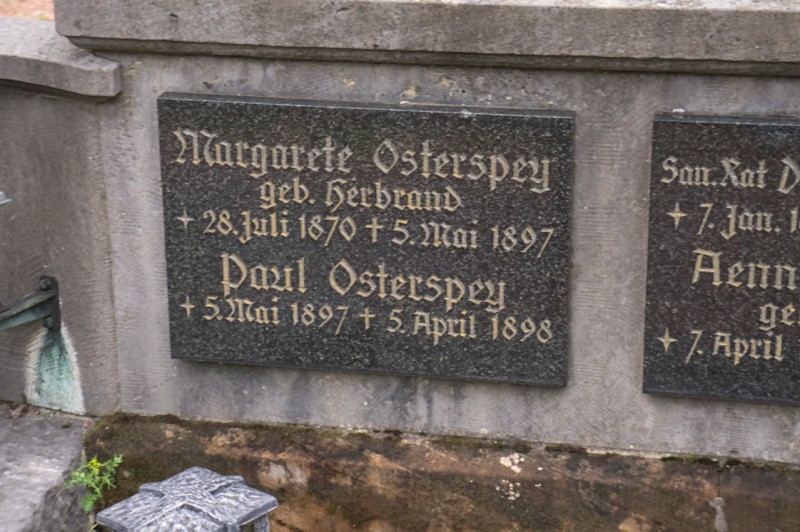 Margarete Osterspey
geb. Herbrand
✦ 28. Juli 1870 ✝ 5. Mai 1897
Paul Osterspey
✦ 5. Mai 1897 ✝ 5. April 1898
San. Rat
✦ 7. Jan.
✦ 7. April